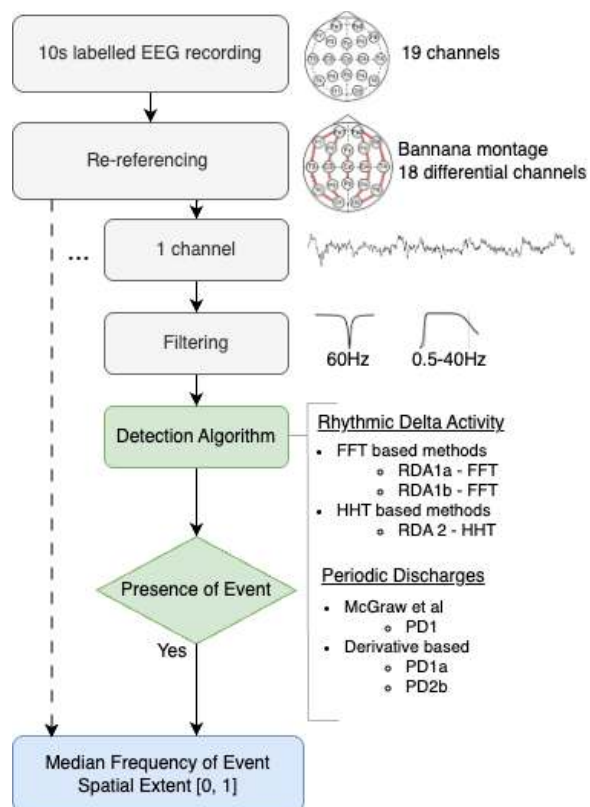 10s labelled EEG recording
19 channels
Re-referencing
Bannana montage
18 differential channels
...
1 channel
Filtering
60Hz
0.5-40Hz
Detection Algorithm
Rhythmic Delta Activity
• FFT based methods
o RDA1a - FFT
o RDA1b - FFT
• HHT based methods
o RDA 2 - HHT
Presence of Event
Periodic Discharges
• McGraw et al
o PD1
• Derivative based
o PD1a
o PD2b
Yes
Median Frequency of Event
Spatial Extent [0, 1]